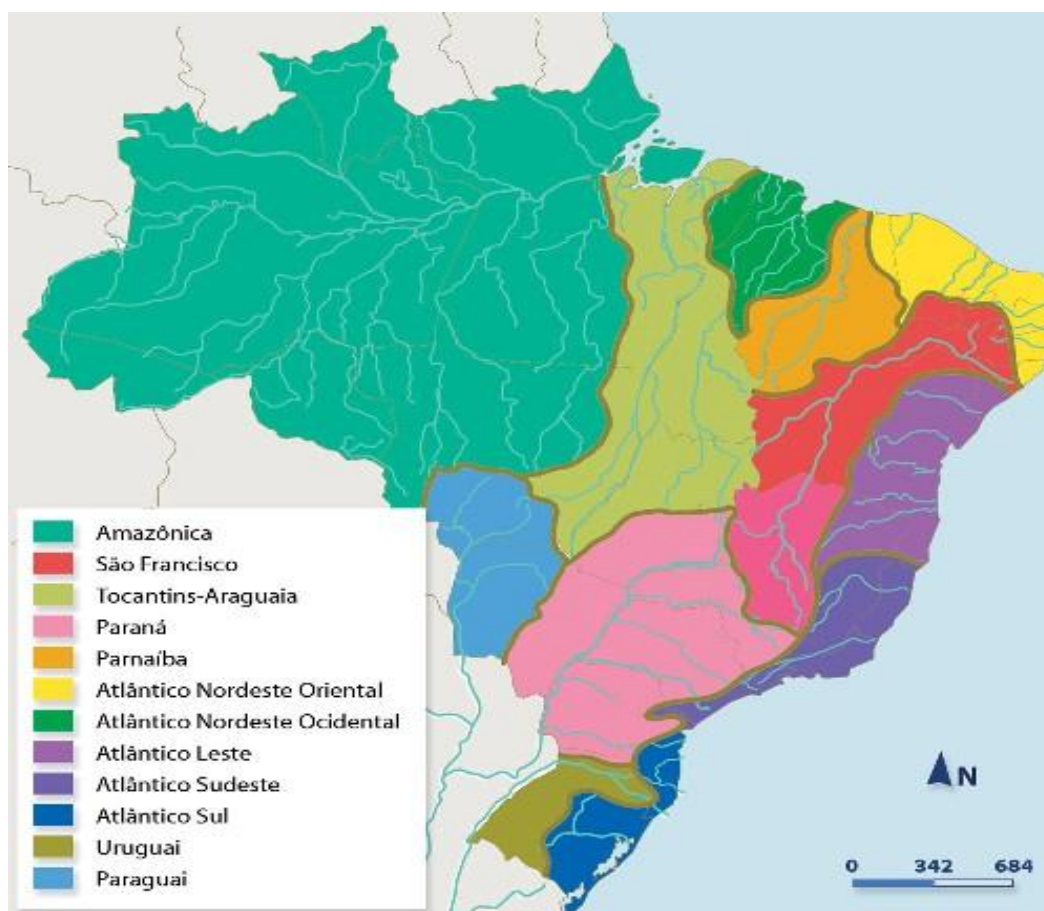 Amazônica
São Francisco
Tocantins-Araguaia
Paraná
Parnaíba
Atlântico Nordeste Oriental
Atlântico Nordeste Ocidental
Atlântico Leste
Atlântico Sudeste
Atlântico Sul
Uruguai
Paraguai
N
0 342 684